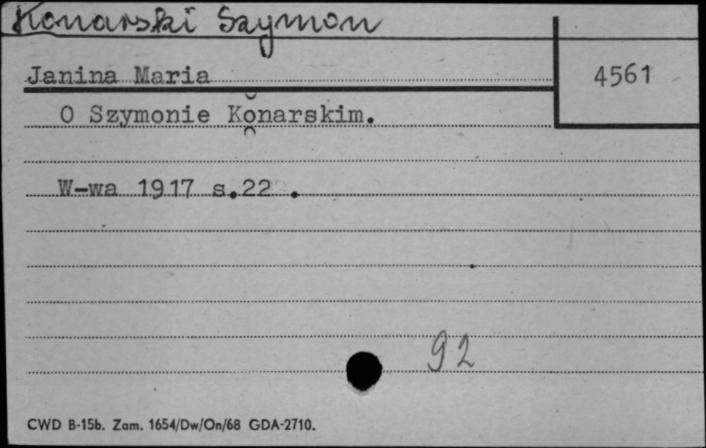 Konarski Szymon
Janina Maria
4561
O Szymonie Konarskim.
W-wa 1917 s.22 .
92
CWD B-15b. Zam. 1654/Dw/On/68 GDA-2710.